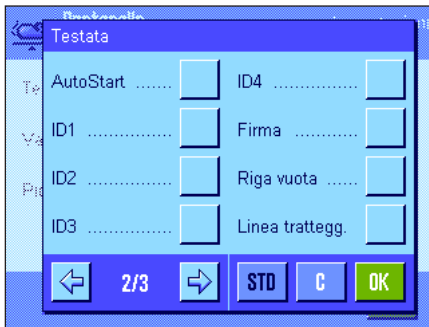 Testata
AutoStart ....... ID4 ................
ID1 ................ Firma ............
ID2 ................ Riga vuota ......
ID3 ................ Linea trattegg.
2/3 STD C OK